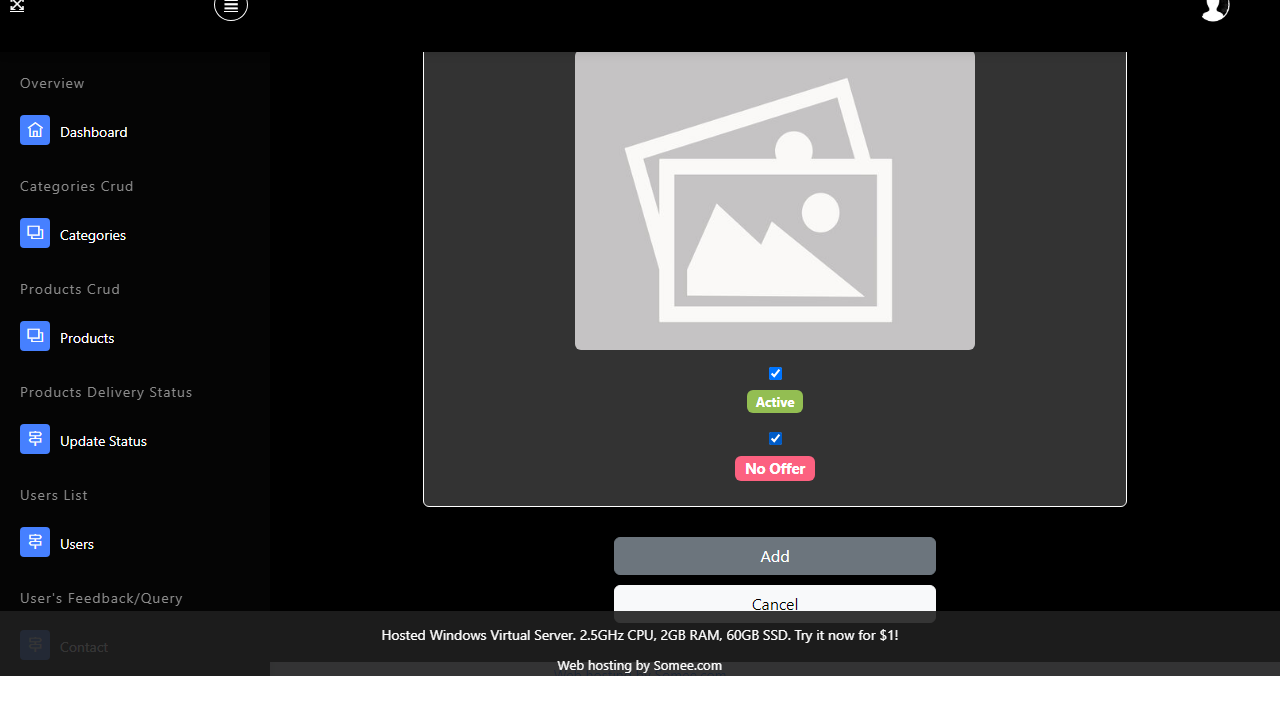 Overview
Dashboard
Categories Crud
Categories
Products Crud
Products
Products Delivery Status
Update Status
Users List
Users
User's Feedback/Query
Contact
Active
No Offer
Add
Cancel
Hosted Windows Virtual Server. 2.5GHz CPU, 2GB RAM, 60GB SSD. Try it now for $1!
Web hosting by Somee.com